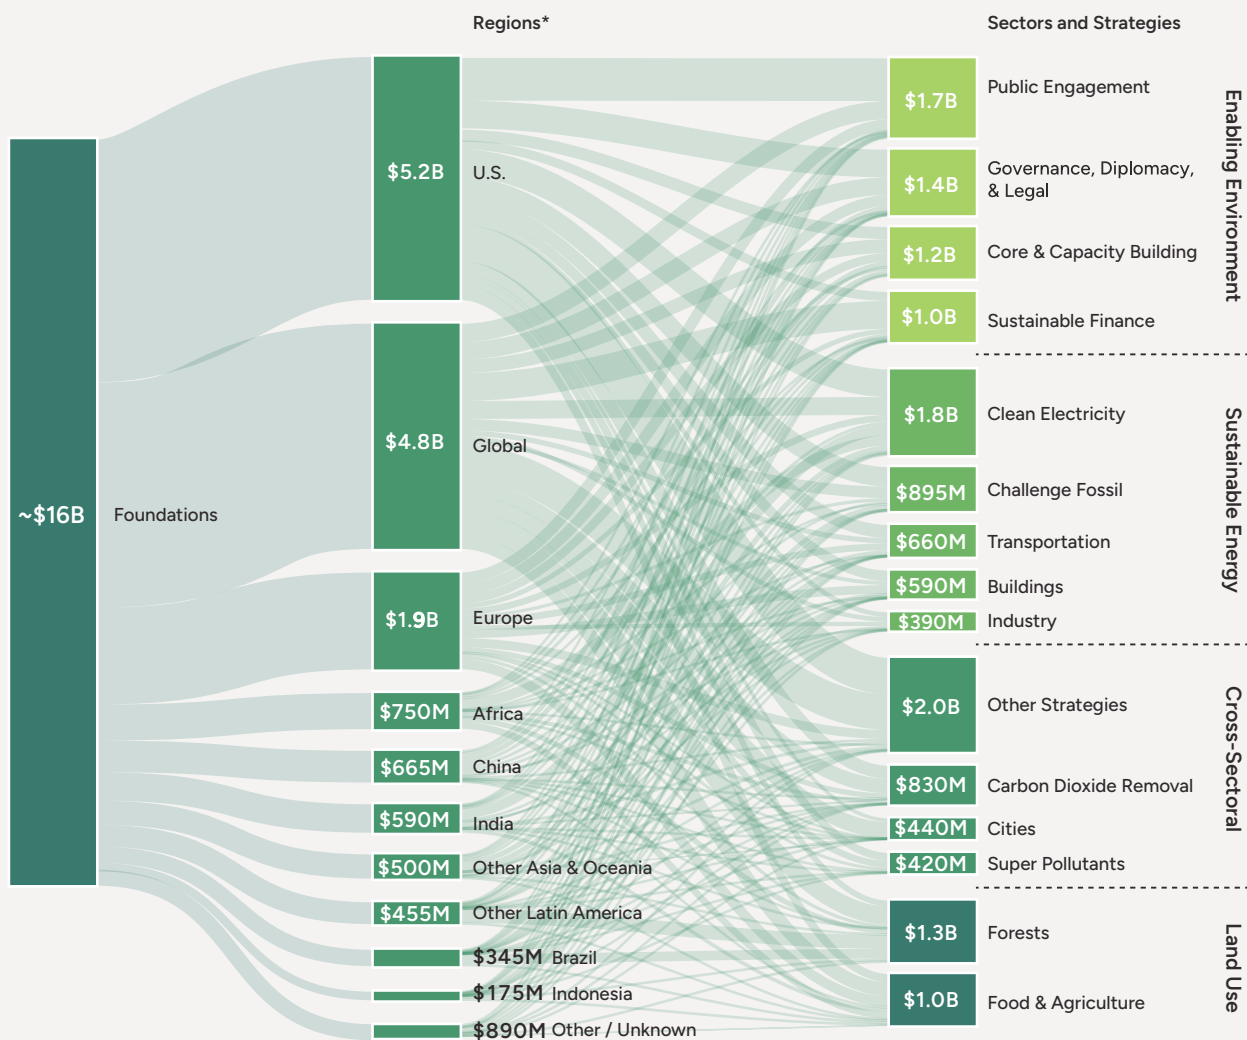 Regions*
Sectors and Strategies
~$16B
Foundations
$5.2B
U.S.
$4.8B
Global
$1.9B
Europe
$750M
Africa
$665M
China
$590M
India
$500M
Other Asia & Oceania
$455M
Other Latin America
$345M Brazil
$175M Indonesia
$890M Other / Unknown
$1.7B
Public Engagement
$1.4B
Governance, Diplomacy,
& Legal
$1.2B
Core & Capacity Building
$1.0B
Sustainable Finance
Enabling Environment
$1.8B
Clean Electricity
$895M
Challenge Fossil
$660M
Transportation
$590M
Buildings
$390M
Industry
Sustainable Energy
$2.0B
Other Strategies
$830M
Carbon Dioxide Removal
$440M
Cities
$420M
Super Pollutants
Cross-Sectoral
$1.3B
Forests
$1.0B
Food & Agriculture
Land Use